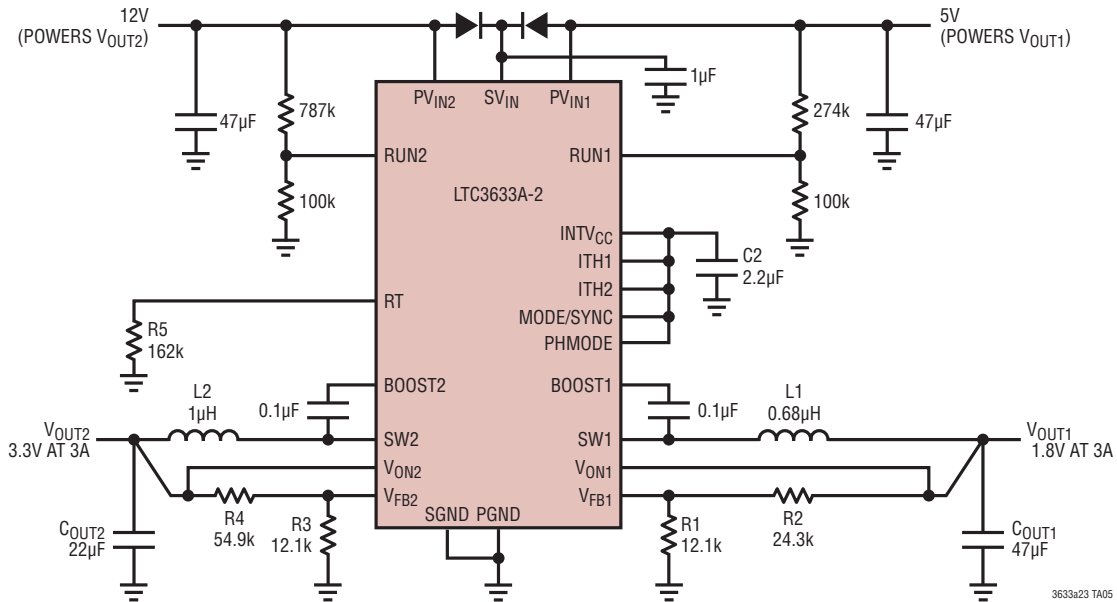 12V
(POWERS VOUT2)
5V
(POWERS VOUT1)
1µF
PVIN2
SVIN
PVIN1
47µF
787k
274k
47µF
RUN2
RUN1
LTC3633A-2
100k
100k
INTVCC
ITH1
C2
2.2µF
ITH2
MODE/SYNC
PHMODE
RT
R5
162k
BOOST2
BOOST1
L2
1µH
0.1µF
0.1µF
L1
0.68µH
VOUT2
3.3V AT 3A
SW2
SW1
VOUT1
1.8V AT 3A
VON2
VON1
VFB2
VFB1
SGND
PGND
R4
54.9k
R3
12.1k
R1
12.1k
R2
24.3k
COUT2
22µF
COUT1
47µF
3633a23 TA05